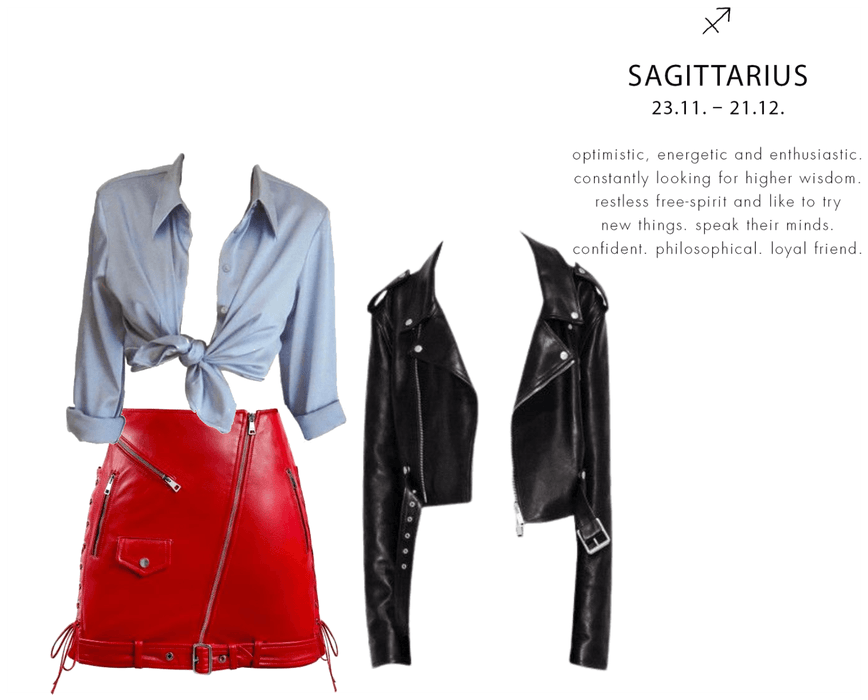 SAGITTARIUS
23.11. – 21.12.
optimistic, energetic and enthusiastic.
constantly looking for higher wisdom.
restless free-spirit and like to try
new things. speak their minds.
confident. philosophical. loyal friend.